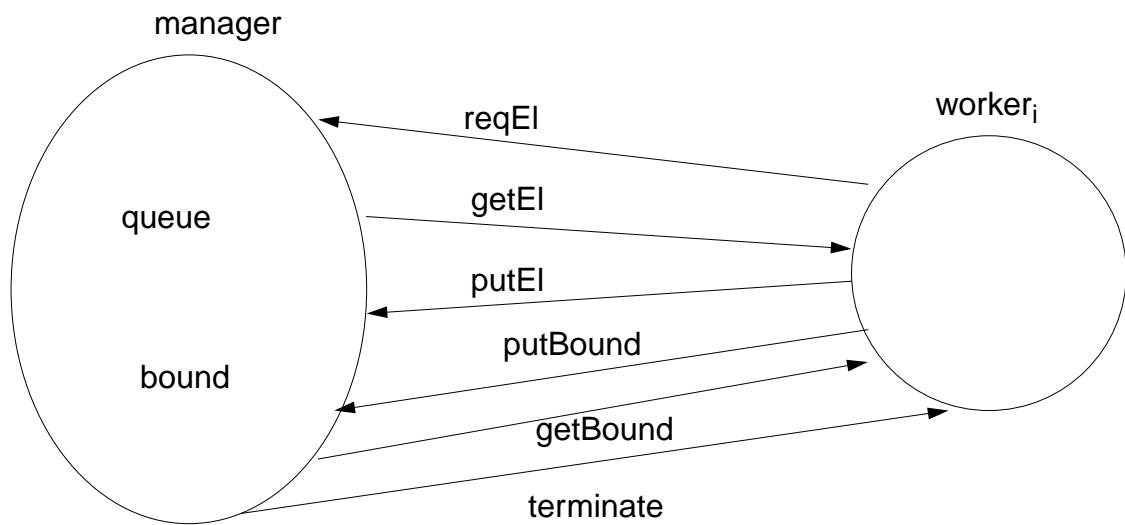 manager
worker_i
reqEl
getEl
queue
putEl
putBound
bound
getBound
terminate